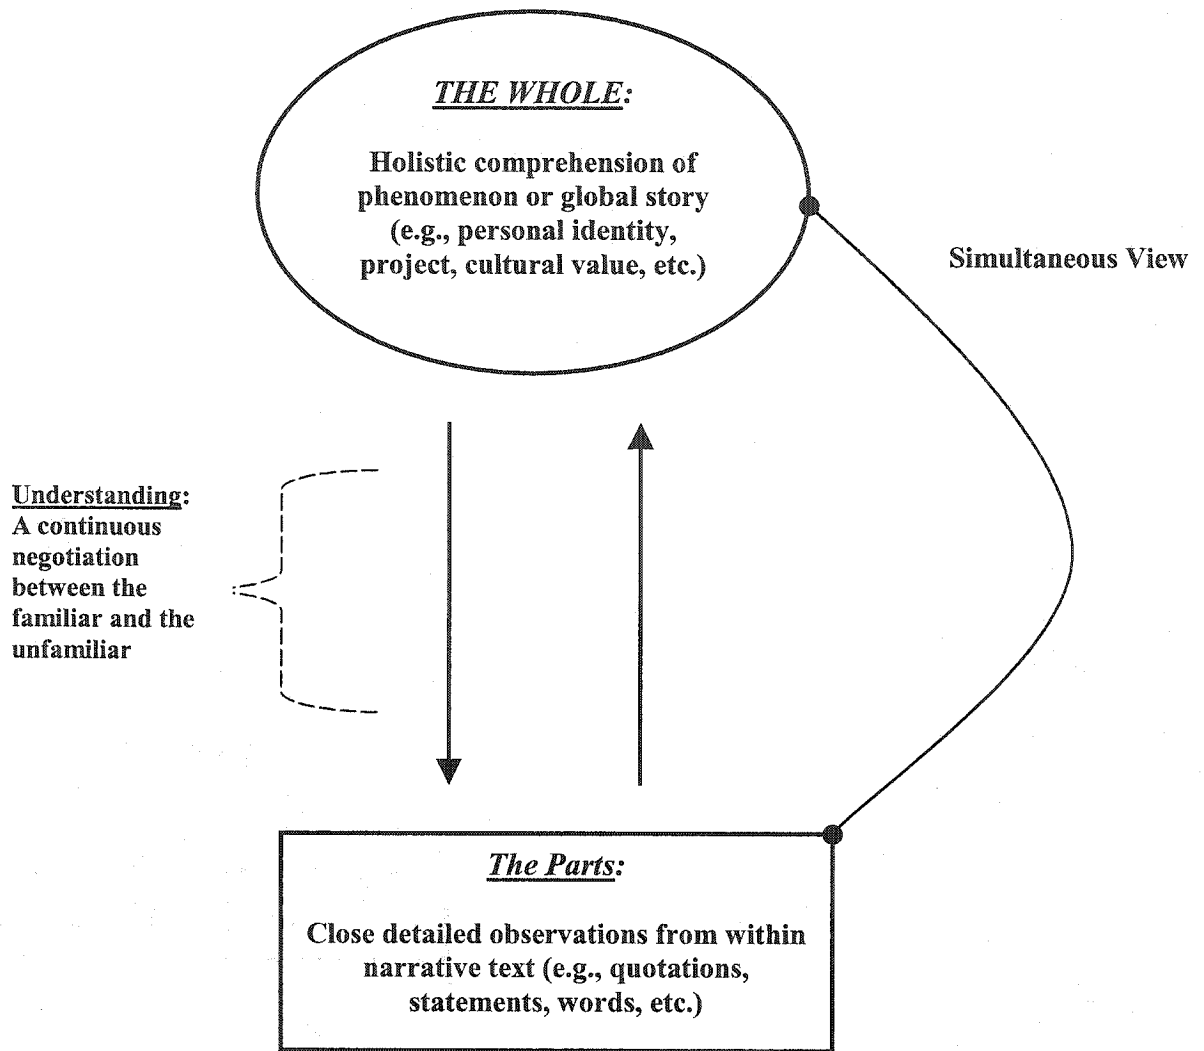 THE WHOLE:
Holistic comprehension of
phenomenon or global story
(e.g., personal identity,
project, cultural value, etc.)
Simultaneous View
Understanding:
A continuous
negotiation
between the
familiar and the
unfamiliar
The Parts:
Close detailed observations from within
narrative text (e.g., quotations,
statements, words, etc.)